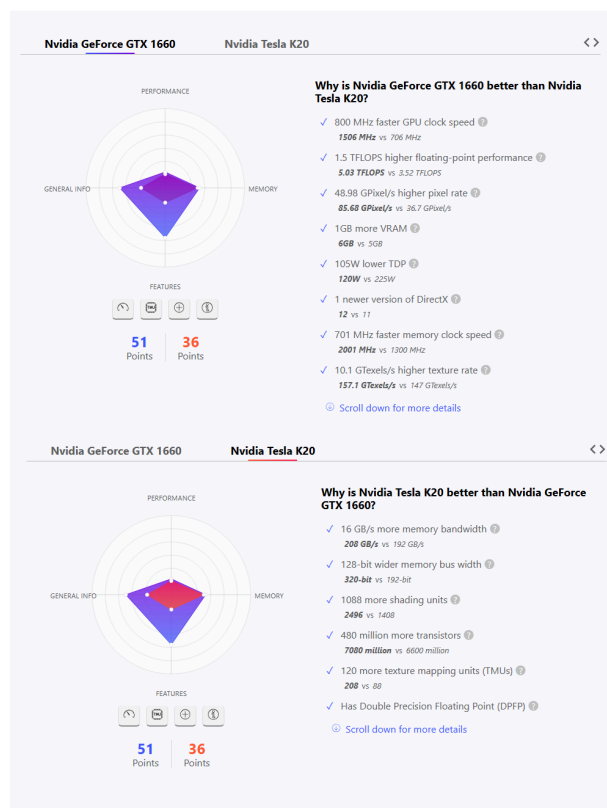 Nvidia GeForce GTX 1660 Nvidia Tesla K20 < >
PERFORMANCE
GENERAL INFO
MEMORY
FEATURES
TMU
51 36
Points Points
Why is Nvidia GeForce GTX 1660 better than Nvidia
Tesla K20?
✓ 800 MHz faster GPU clock speed ?
1506 MHz vs 706 MHz
✓ 1.5 TFLOPS higher floating-point performance ?
5.03 TFLOPS vs 3.52 TFLOPS
✓ 48.98 GPixel/s higher pixel rate ?
85.68 GPixel/s vs 36.7 GPixel/s
✓ 1GB more VRAM ?
6GB vs 5GB
✓ 105W lower TDP ?
120W vs 225W
✓ 1 newer version of DirectX ?
12 vs 11
✓ 701 MHz faster memory clock speed ?
2001 MHz vs 1300 MHz
✓ 10.1 GTexels/s higher texture rate ?
157.1 GTexels/s vs 147 GTexels/s
Scroll down for more details
Nvidia GeForce GTX 1660 Nvidia Tesla K20 < >
PERFORMANCE
GENERAL INFO
MEMORY
FEATURES
TMU
51 36
Points Points
Why is Nvidia Tesla K20 better than Nvidia GeForce
GTX 1660?
✓ 16 GB/s more memory bandwidth ?
208 GB/s vs 192 GB/s
✓ 128-bit wider memory bus width ?
320-bit vs 192-bit
✓ 1088 more shading units ?
2496 vs 1408
✓ 480 million more transistors ?
7080 million vs 6600 million
✓ 120 more texture mapping units (TMUs) ?
208 vs 88
✓ Has Double Precision Floating Point (DPFP) ?
Scroll down for more details